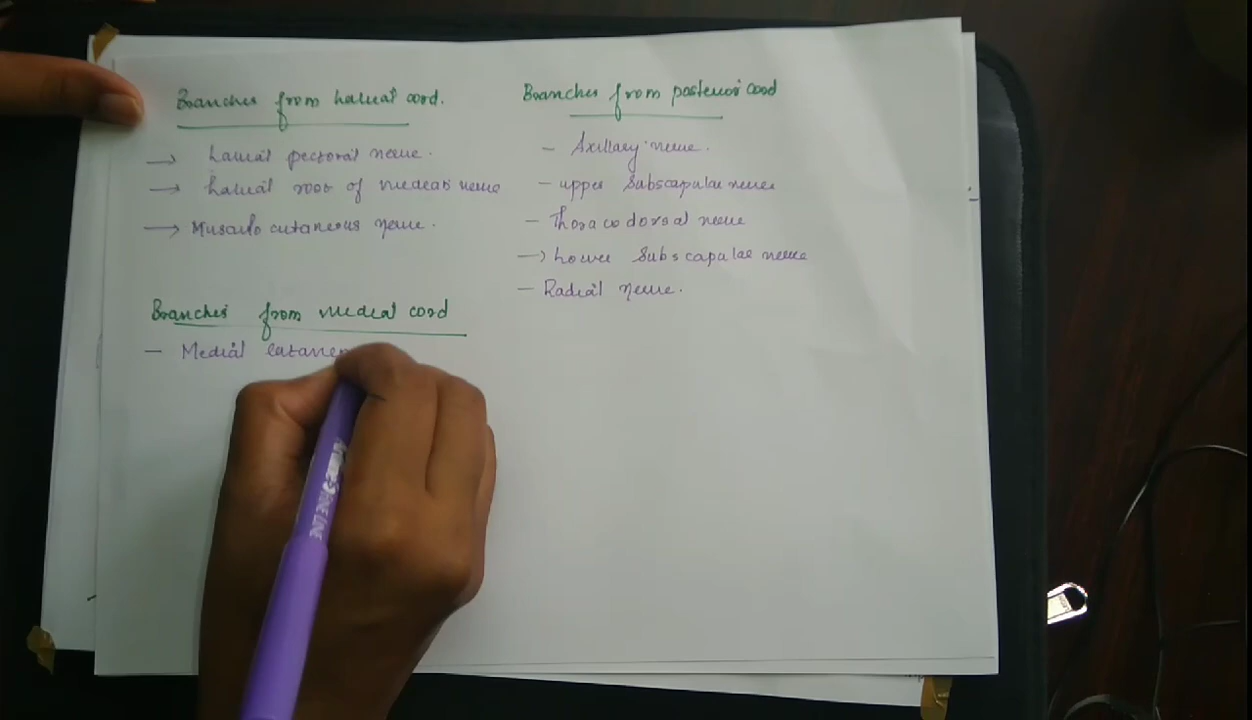 Branches from lateral cord.
→ Lateral pectoral nerve.
→ Lateral root of median nerve
→ Musculo cutaneous nerve.
Branches from medial cord
- Medial cutane
Branches from posterior cord
- Axillary nerve.
- upper Subscapular nerve
- Thoraco dorsal nerve
→ Lower Subscapular nerve
- Radial nerve.